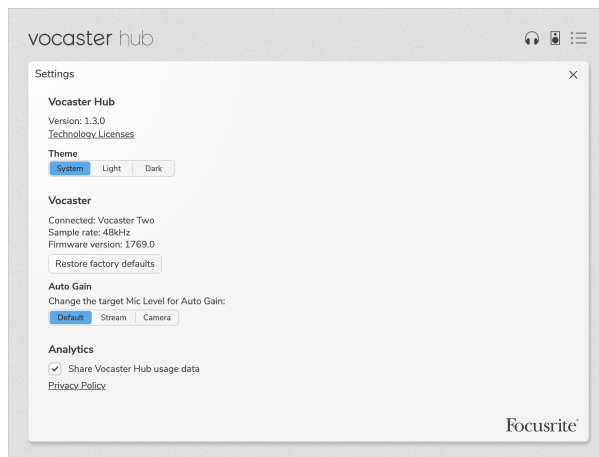 vocaster hub
Settings
Vocaster Hub
Version: 1.3.0
Technology Licenses
Theme
System Light Dark
Vocaster
Connected: Vocaster Two
Sample rate: 48kHz
Firmware version: 1769.0
Restore factory defaults
Auto Gain
Change the target Mic Level for Auto Gain:
Default Stream Camera
Analytics
Share Vocaster Hub usage data
Privacy Policy
Focusrite®